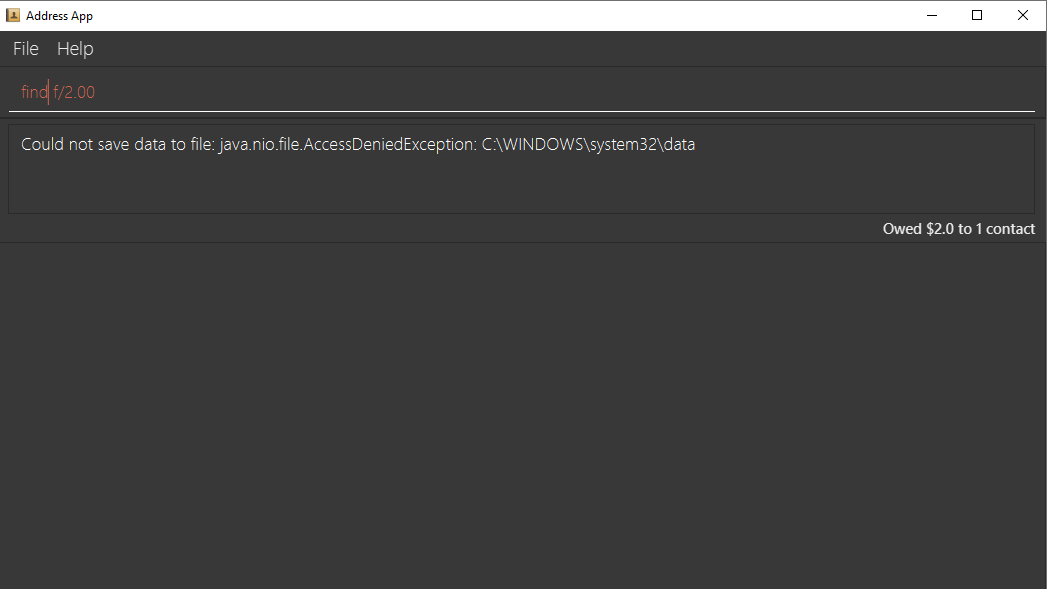 Address App
File Help
find f/2.00
Could not save data to file: java.nio.file.AccessDeniedException: C:\WINDOWS\system32\data
Owed $2.0 to 1 contact